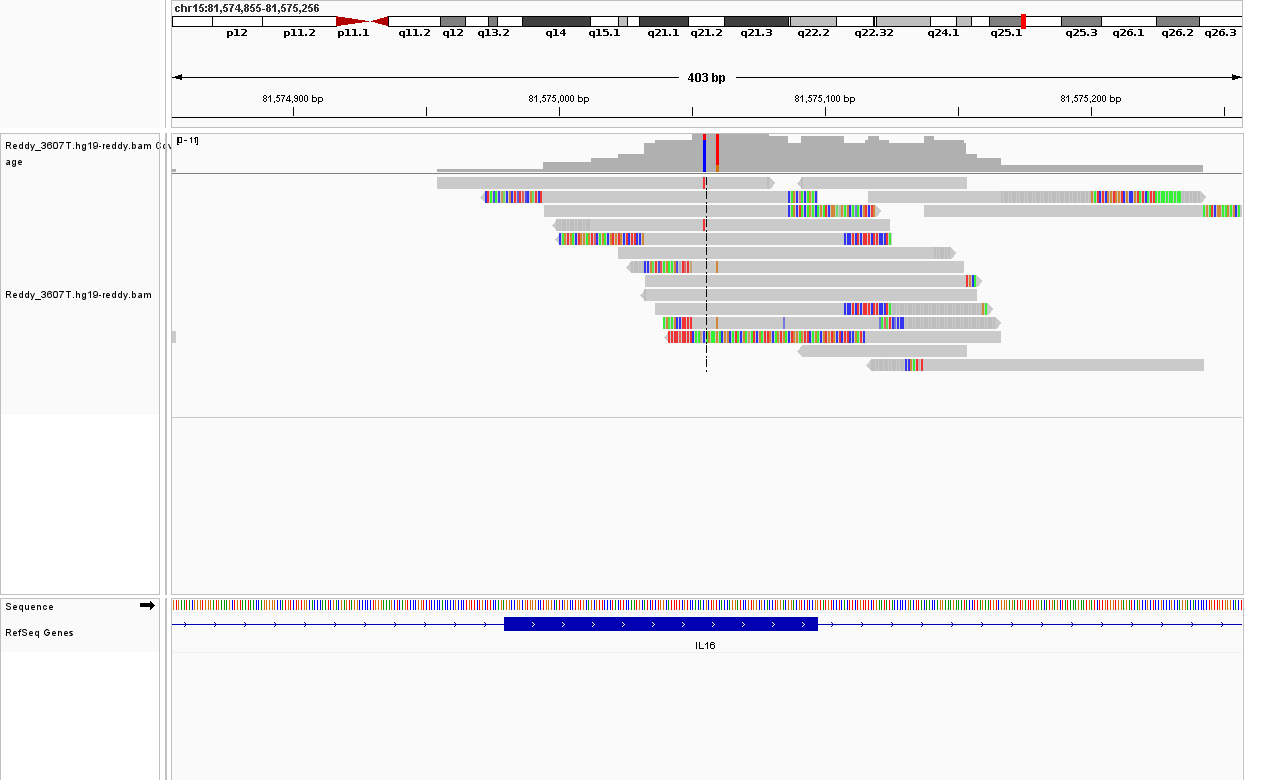 chr15:81,574,855-81,575,256
p12 p11.2 p11.1 q11.2 q12 q13.2 q14 q15.1 q21.1 q21.2 q21.3 q22.2 q22.32 q24.1 q25.1 q25.3 q26.1 q26.2 q26.3
403 bp
81,574,900 bp 81,575,000 bp 81,575,100 bp 81,575,200 bp
[0 - 11]
Reddy_3607T.hg19-reddy.bam Cov
age
Reddy_3607T.hg19-reddy.bam
Sequence
RefSeq Genes
IL16